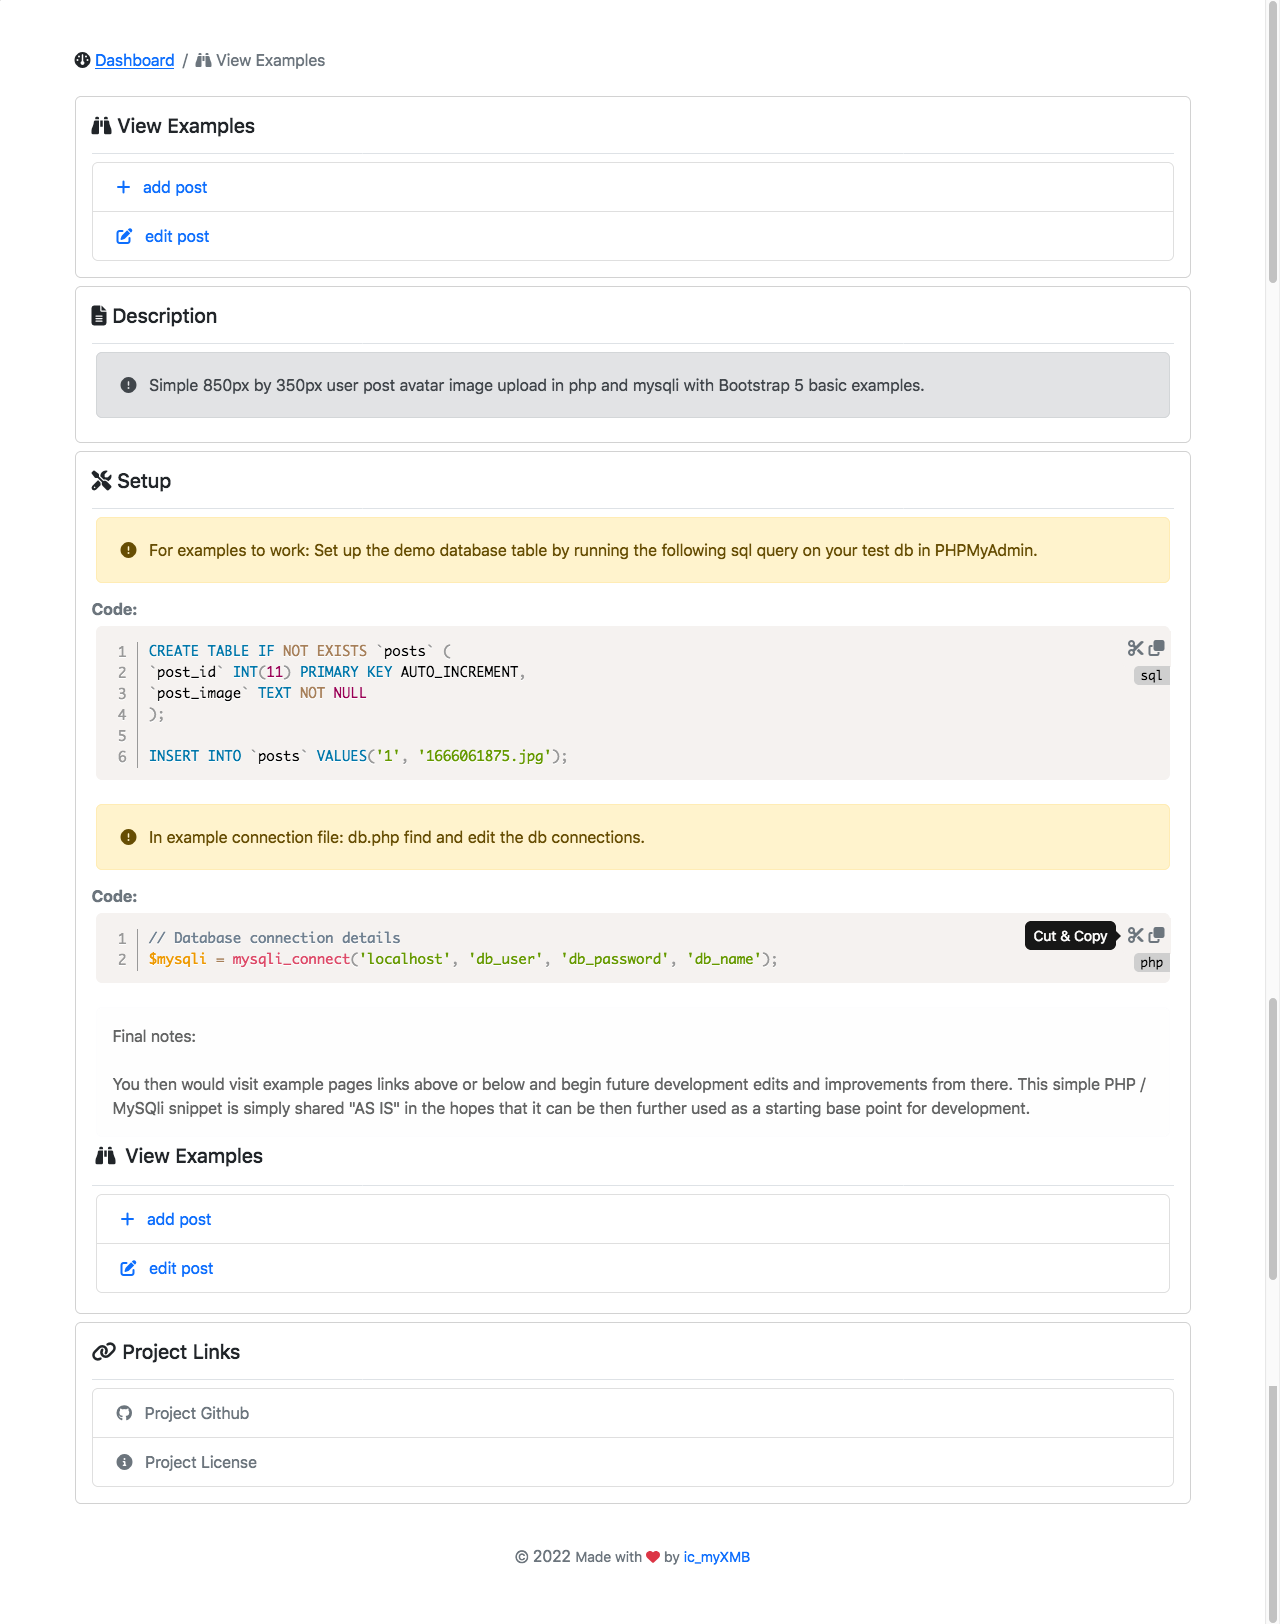 Dashboard / View Examples
View Examples
add post
edit post
Description
Simple 850px by 350px user post avatar image upload in php and mysqli with Bootstrap 5 basic examples.
Setup
For examples to work: Set up the demo database table by running the following sql query on your test db in PHPMyAdmin.
Code:
1 CREATE TABLE IF NOT EXISTS `posts` (
2 `post_id` INT(11) PRIMARY KEY AUTO_INCREMENT,
3 `post_image` TEXT NOT NULL
4 );
5
6 INSERT INTO `posts` VALUES('1', '1666061875.jpg');
sql
In example connection file: db.php find and edit the db connections.
Code:
1 // Database connection details
2 $mysqli = mysqli_connect('localhost', 'db_user', 'db_password', 'db_name');
Cut & Copy
php
Final notes:
You then would visit example pages links above or below and begin future development edits and improvements from there. This simple PHP /
MySQli snippet is simply shared "AS IS" in the hopes that it can be then further used as a starting base point for development.
View Examples
add post
edit post
Project Links
Project Github
Project License
© 2022 Made with ❤ by ic_myXMB